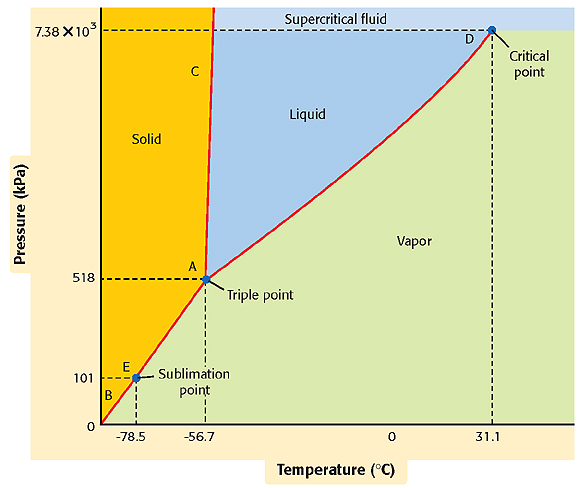 Supercritical fluid
7.38 × 10³
D
Critical
point
C
Liquid
Solid
Vapor
Pressure (kPa)
A
518
Triple point
E
Sublimation
point
101
B
0
-78.5
-56.7
0
31.1
Temperature (°C)